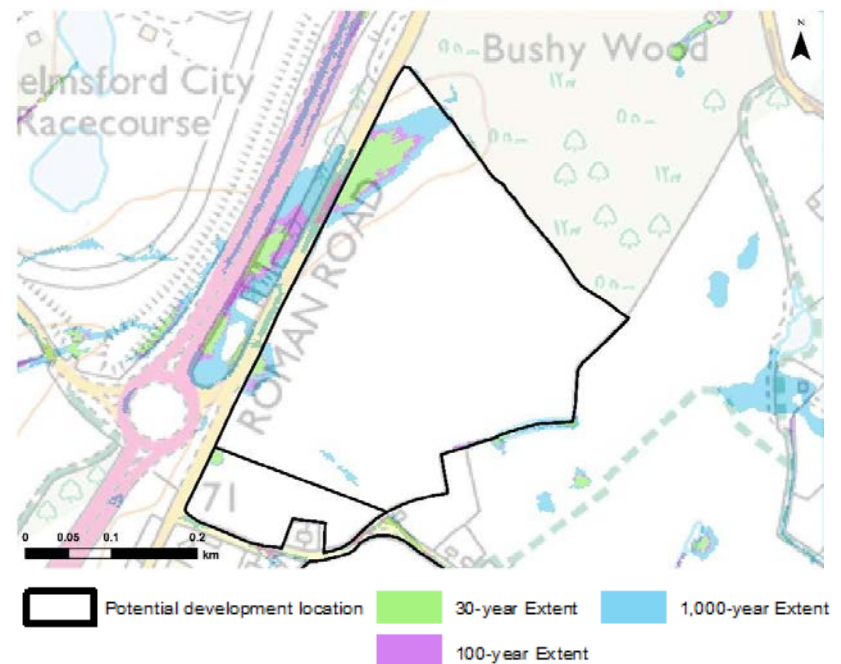 N
Bushy Wood
elmsford City
Racecourse
ROMAN ROAD
71
0 0.05 0.1 0.2
km
Potential development location
30-year Extent
1,000-year Extent
100-year Extent